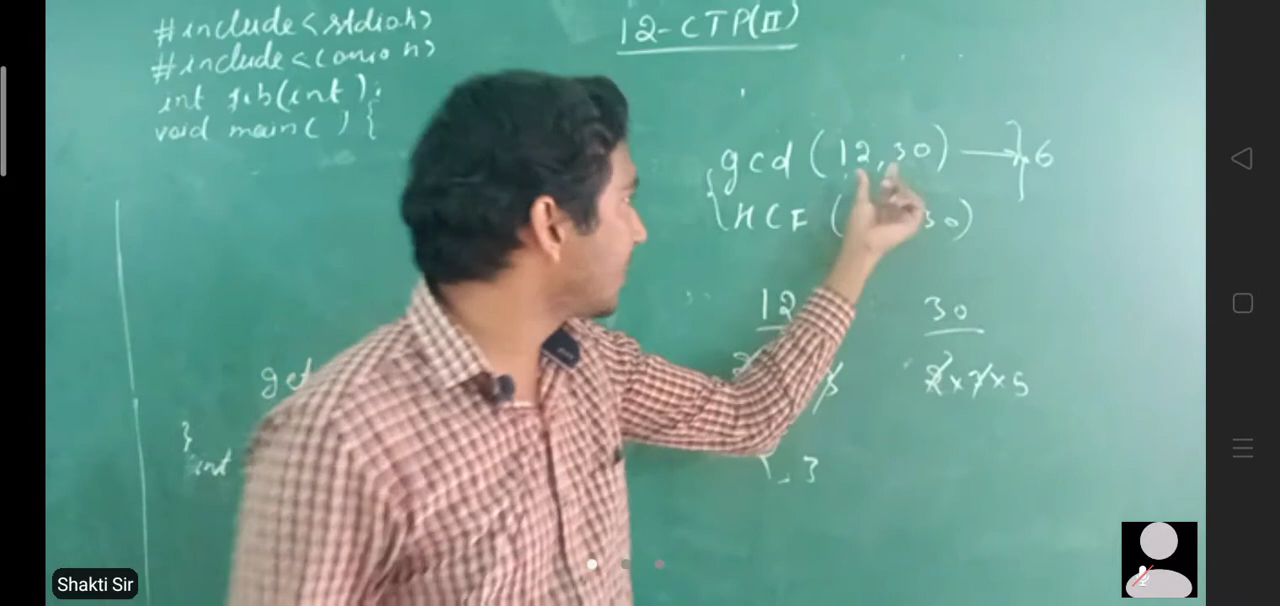 #include<stdio.h>
#include<conio.h>
int fib(int);
void main( ) {
}
int
12-CTP(II)
gcd (12,30) → 6
HCF ( 30)
12 30
2×3×5
Shakti Sir